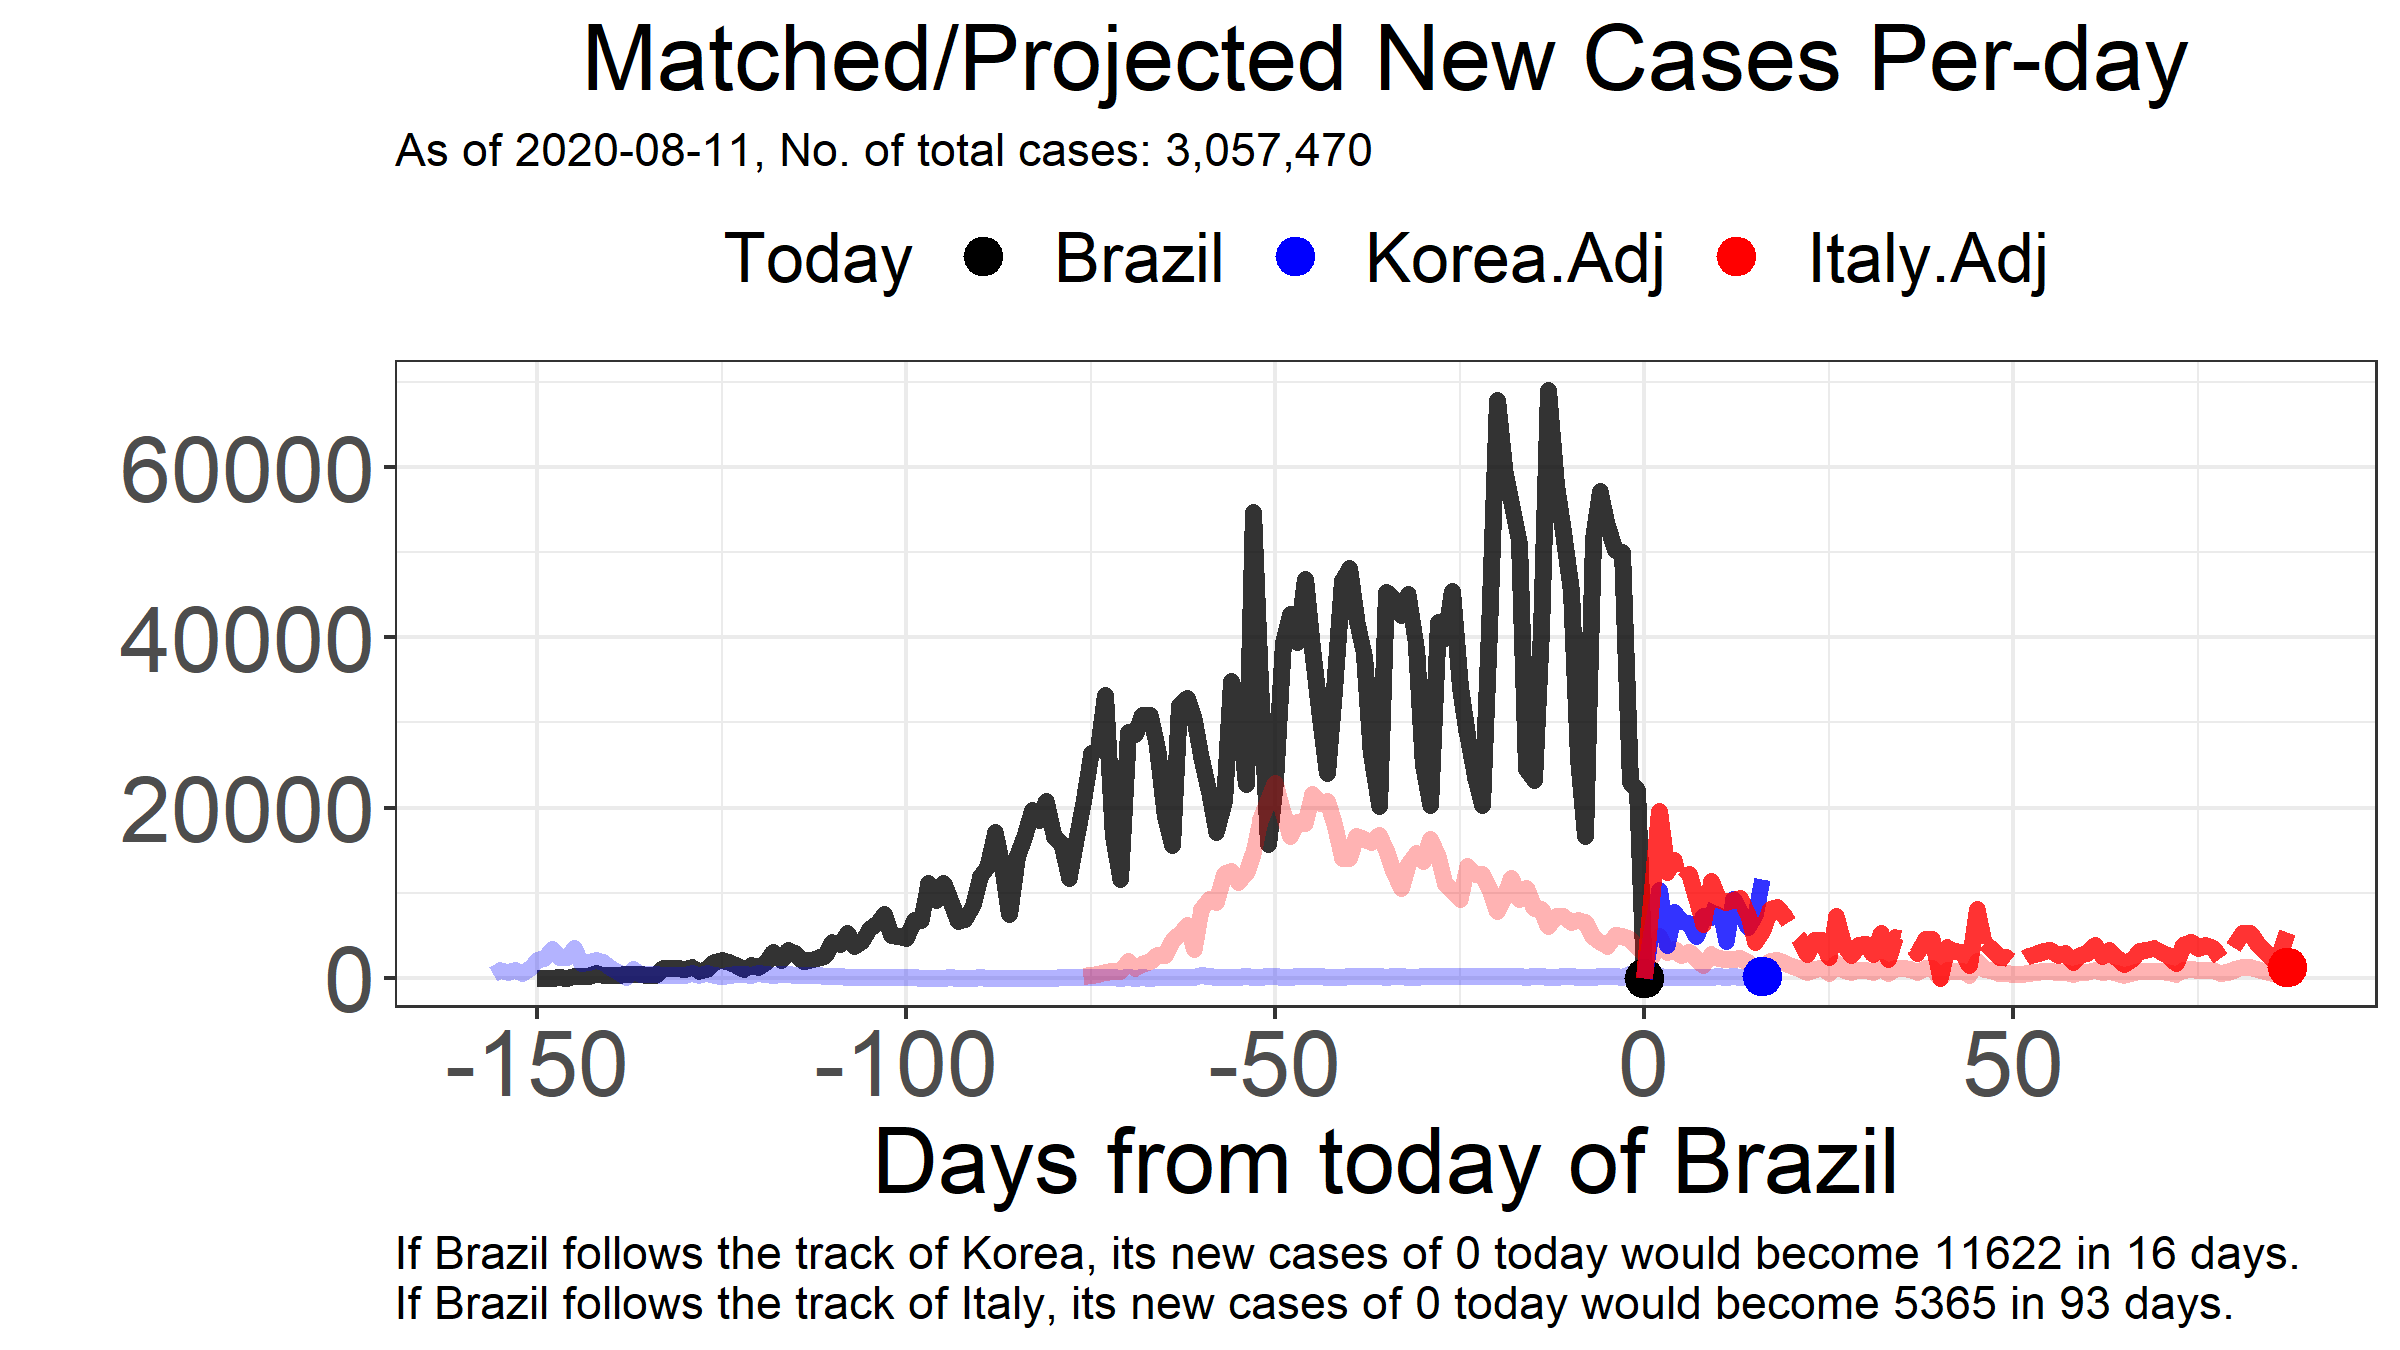 Matched/Projected New Cases Per-day
As of 2020-08-11, No. of total cases: 3,057,470
Today Brazil Korea.Adj Italy.Adj
60000
40000
20000
0
-150 -100 -50 0 50
Days from today of Brazil
If Brazil follows the track of Korea, its new cases of 0 today would become 11622 in 16 days.
If Brazil follows the track of Italy, its new cases of 0 today would become 5365 in 93 days.